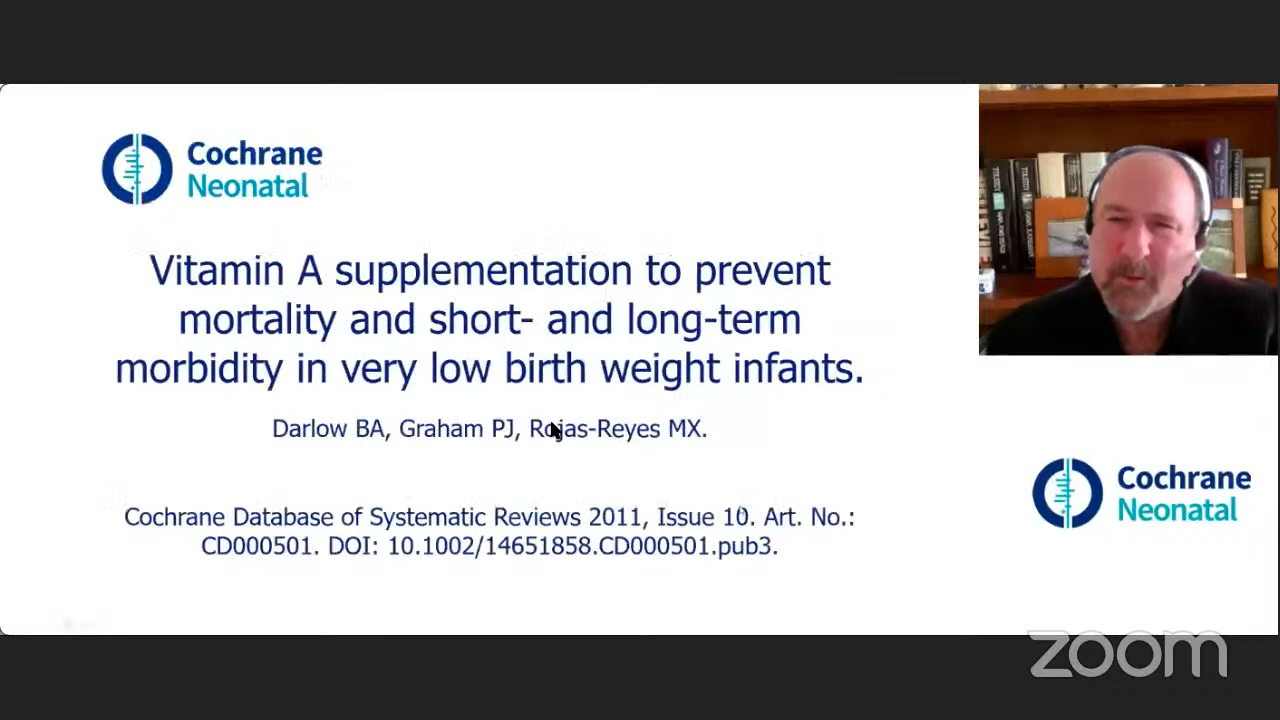 Cochrane
Neonatal
Vitamin A supplementation to prevent
mortality and short- and long-term
morbidity in very low birth weight infants.
Darlow BA, Graham PJ, Rojas-Reyes MX.
Cochrane Database of Systematic Reviews 2011, Issue 10. Art. No.:
CD000501. DOI: 10.1002/14651858.CD000501.pub3.
Cochrane
Neonatal
zoom